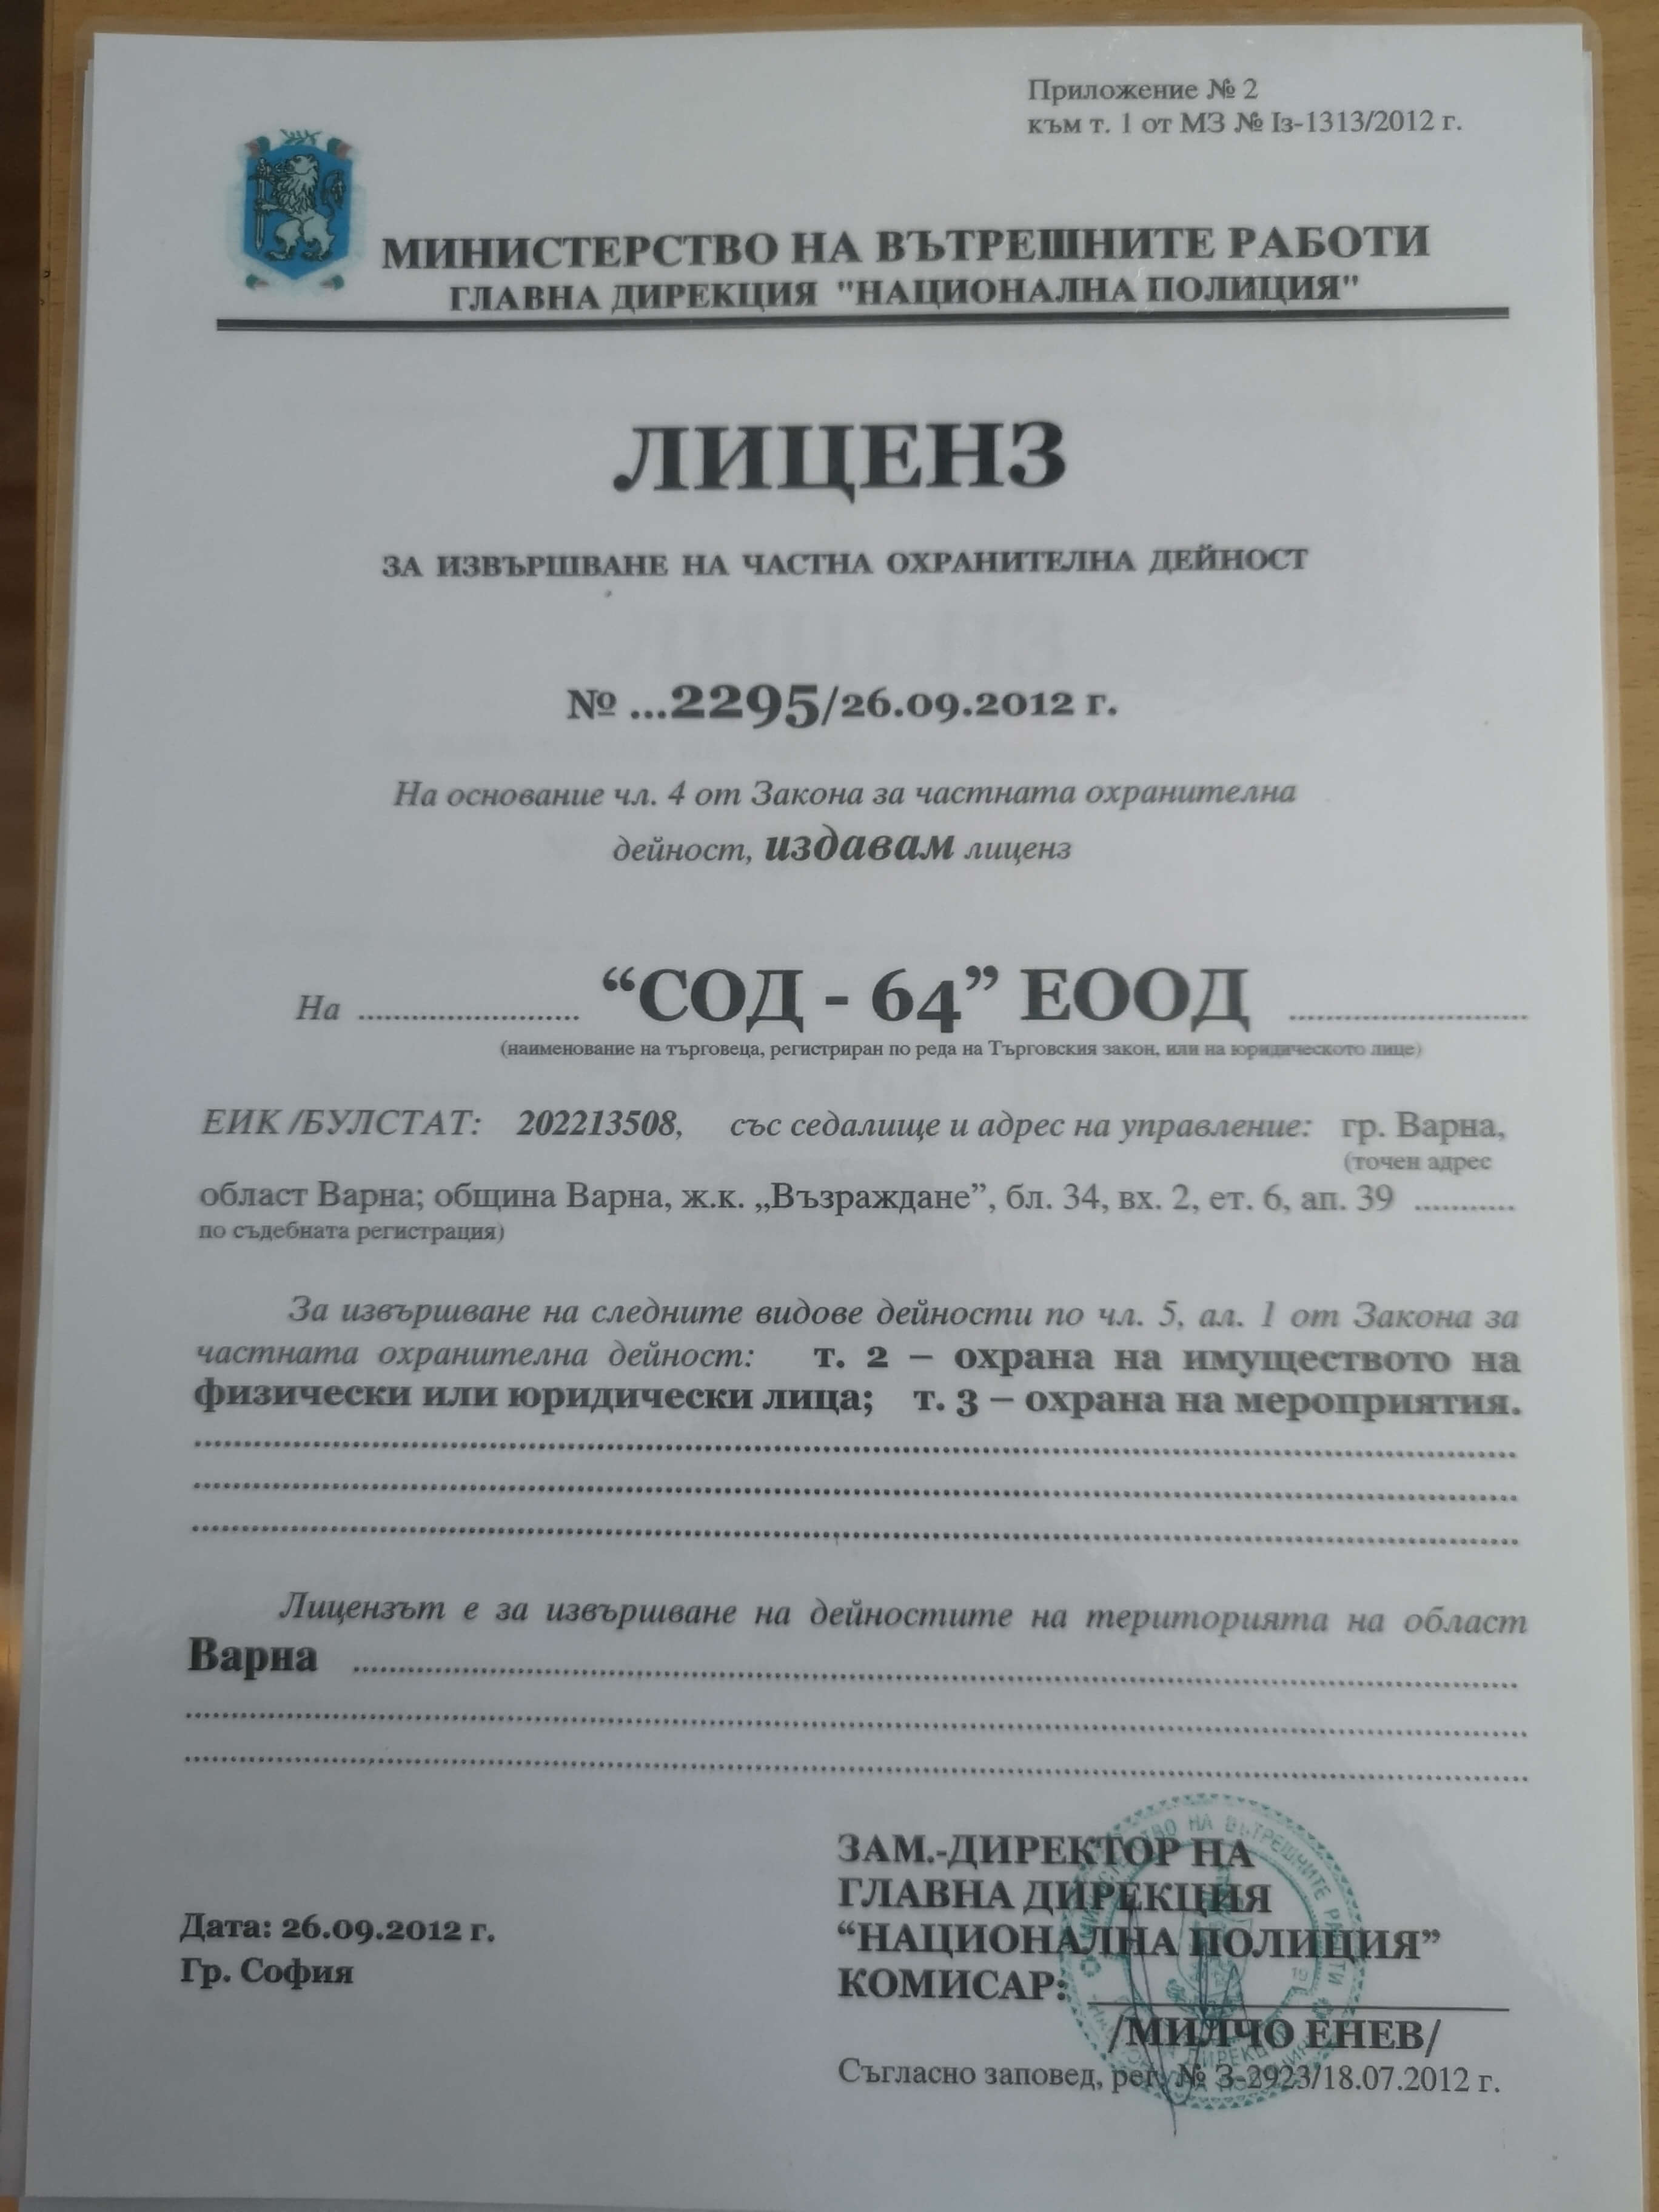 Приложение № 2
към т. 1 от МЗ № Iз-1313/2012 г.
МИНИСТЕРСТВО НА ВЪТРЕШНИТЕ РАБОТИ
ГЛАВНА ДИРЕКЦИЯ "НАЦИОНАЛНА ПОЛИЦИЯ"
ЛИЦЕНЗ
ЗА ИЗВЪРШВАНЕ НА ЧАСТНА ОХРАНИТЕЛНА ДЕЙНОСТ
№ ...2295/26.09.2012 г.
На основание чл. 4 от Закона за частната охранителна
дейност, издавам лиценз
На ........................ “СОД - 64” ЕООД ..........................
(наименование на търговеца, регистриран по реда на Търговския закон, или на юридическото лице)
ЕИК /БУЛСТАТ: 202213508, със седалище и адрес на управление: гр. Варна,
(точен адрес
област Варна; община Варна, ж.к. „Възраждане”, бл. 34, вх. 2, ет. 6, ап. 39 ...........
по съдебната регистрация)
За извършване на следните видове дейности по чл. 5, ал. 1 от Закона за
частната охранителна дейност: т. 2 – охрана на имуществото на
физически или юридически лица; т. 3 – охрана на мероприятия.
Лицензът е за извършване на дейностите на територията на област
Варна
ЗАМ.-ДИРЕКТОР НА
ГЛАВНА ДИРЕКЦИЯ
“НАЦИОНАЛНА ПОЛИЦИЯ”
КОМИСАР:
/МИЛЧО ЕНЕВ/
Съгласно заповед, рег. № З-2923/18.07.2012 г.
Дата: 26.09.2012 г.
Гр. София